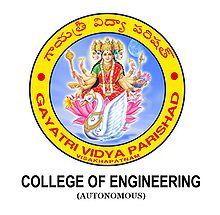 గాయత్రి విద్యా పరిషత్
GAYATRI VIDYA PARISHAD
VISAKHAPATNAM
COLLEGE OF ENGINEERING
(AUTONOMOUS)